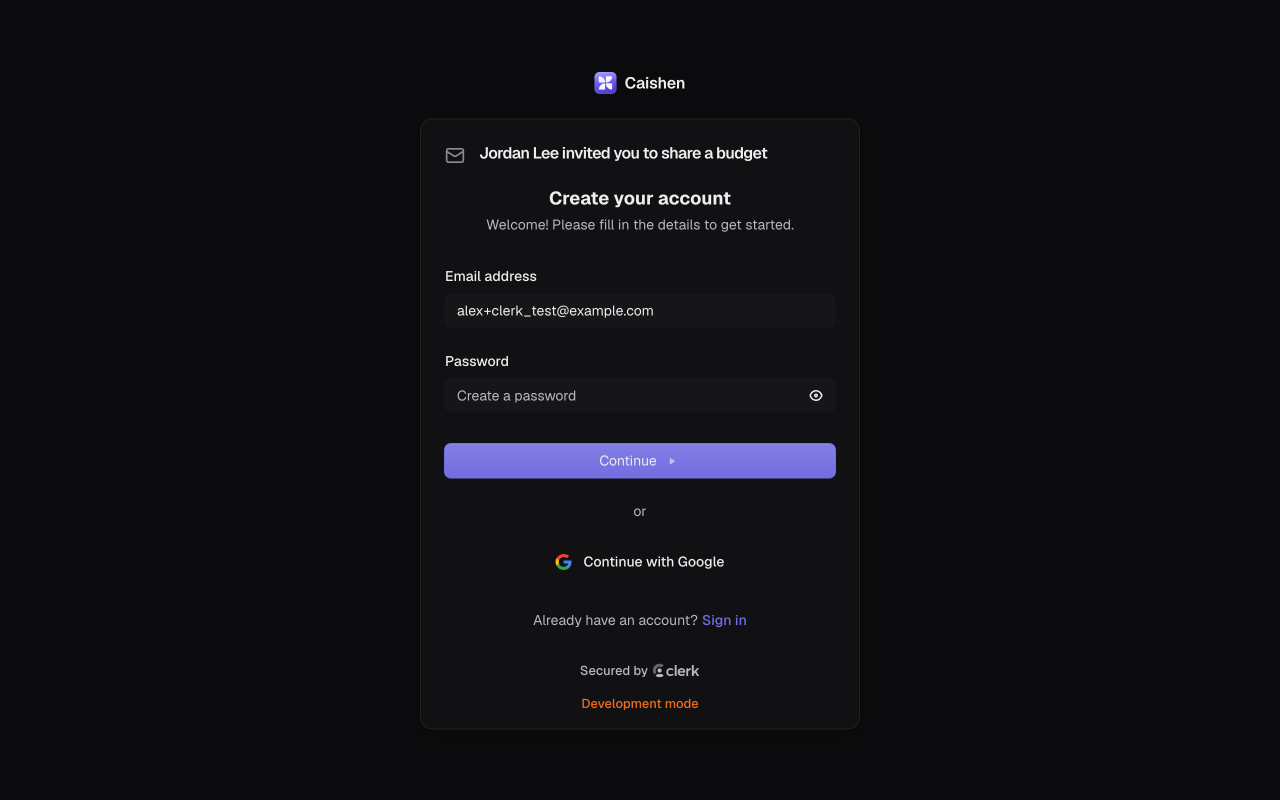 Caishen
Jordan Lee invited you to share a budget
Create your account
Welcome! Please fill in the details to get started.
Email address
alex+clerk_test@example.com
Password
Create a password
Continue
or
Continue with Google
Already have an account? Sign in
Secured by clerk
Development mode